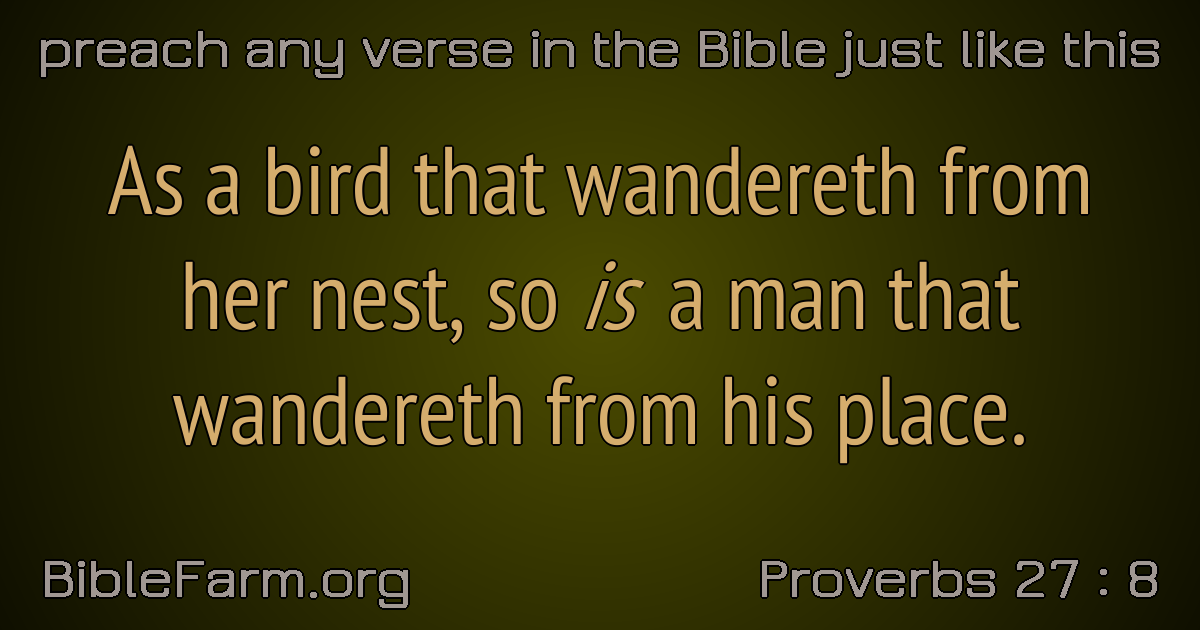 preach any verse in the Bible just like this
As a bird that wandereth from
her nest, so is a man that
wandereth from his place.
BibleFarm.org
Proverbs 27 : 8